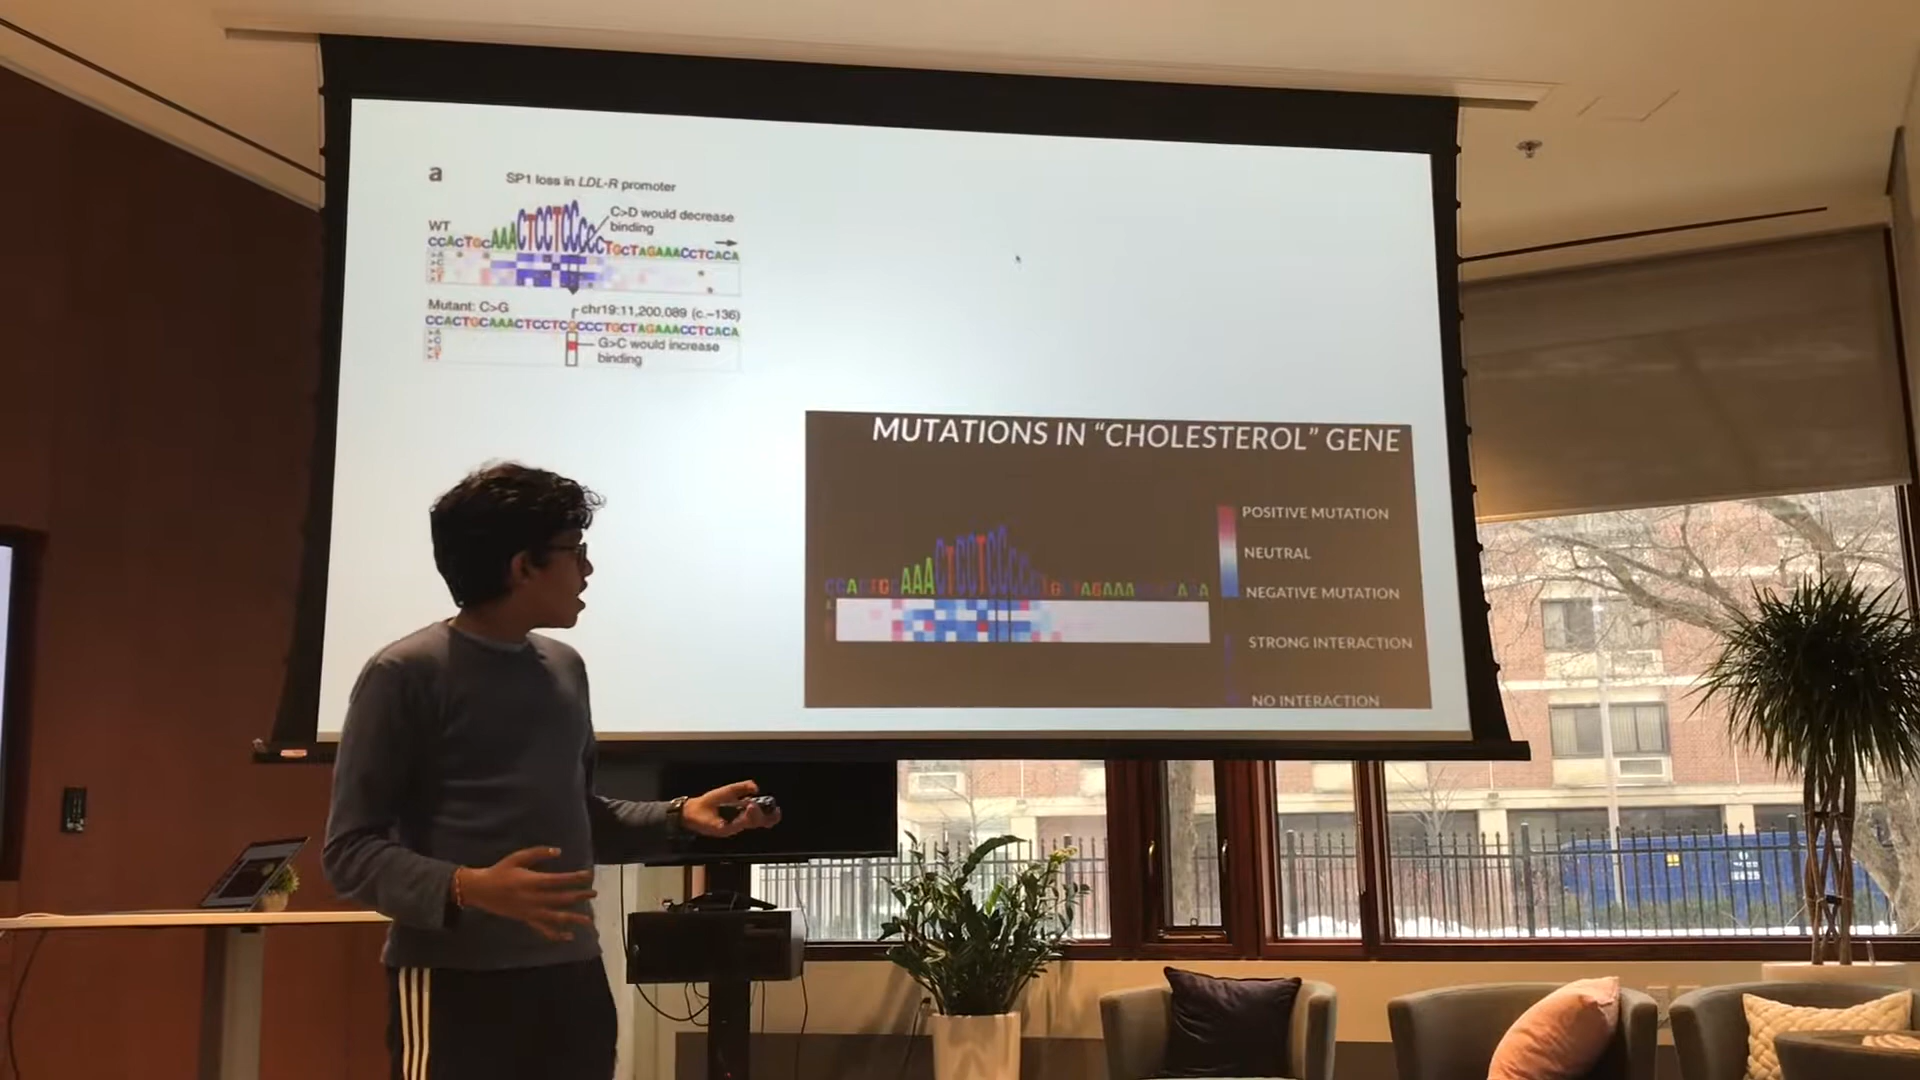 a
SP1 loss in LDL-R promoter
C>D would decrease
binding
WT
CCACTGCAAACTCCTCCCCCTGCTAGAAACCTCACA
>A
>C
>G
>T
Mutant: C>G
chr19:11,200,089 (c.–136)
CCACTGCAAACTCCTCGCCCTGCTAGAAACCTCACA
>A
>C
>G
>T
G>C would increase
binding
MUTATIONS IN “CHOLESTEROL” GENE
POSITIVE MUTATION
NEUTRAL
NEGATIVE MUTATION
STRONG INTERACTION
NO INTERACTION